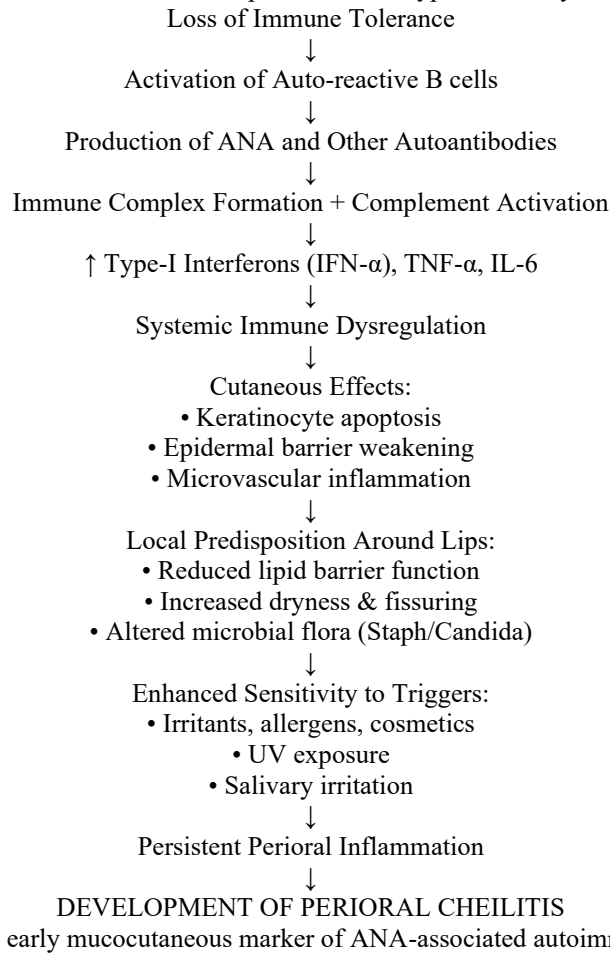 Loss of Immune Tolerance
↓
Activation of Auto-reactive B cells
↓
Production of ANA and Other Autoantibodies
↓
Immune Complex Formation + Complement Activation
↓
↑ Type-I Interferons (IFN-α), TNF-α, IL-6
↓
Systemic Immune Dysregulation
↓
Cutaneous Effects:
• Keratinocyte apoptosis
• Epidermal barrier weakening
• Microvascular inflammation
↓
Local Predisposition Around Lips:
• Reduced lipid barrier function
• Increased dryness & fissuring
• Altered microbial flora (Staph/Candida)
↓
Enhanced Sensitivity to Triggers:
• Irritants, allergens, cosmetics
• UV exposure
• Salivary irritation
↓
Persistent Perioral Inflammation
↓
DEVELOPMENT OF PERIORAL CHEILITIS
early mucocutaneous marker of ANA-associated